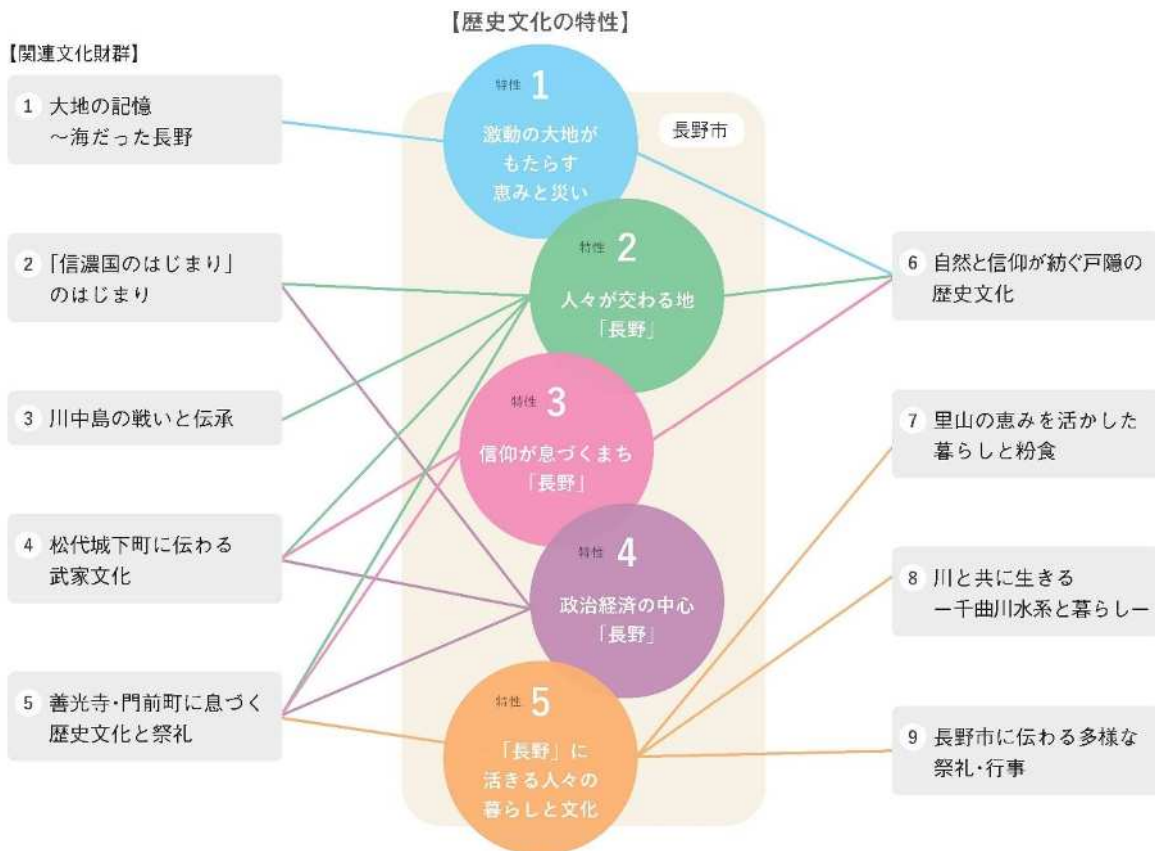 【歴史文化の特性】
【関連文化財群】
1 大地の記憶
～海だった長野
2 「信濃国のはじまり」
のはじまり
3 川中島の戦いと伝承
4 松代城下町に伝わる
武家文化
5 善光寺・門前町に息づく
歴史文化と祭礼
長野市
特性 1
激動の大地が
もたらす
恵みと災い
特性 2
人々が交わる地
「長野」
特性 3
信仰が息づくまち
「長野」
特性 4
政治経済の中心
「長野」
特性 5
「長野」に
活きる人々の
暮らしと文化
6 自然と信仰が紡ぐ戸隠の
歴史文化
7 里山の恵みを活かした
暮らしと粉食
8 川と共に生きる
ー千曲川水系と暮らしー
9 長野市に伝わる多様な
祭礼・行事